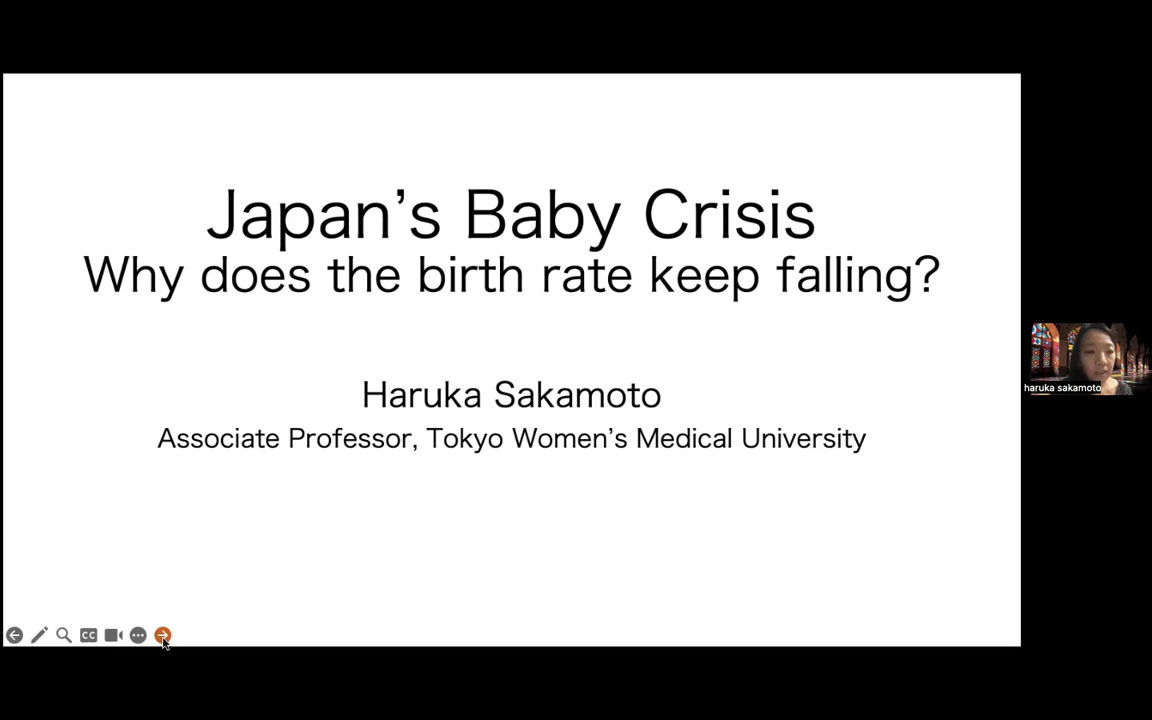 Japan’s Baby Crisis
Why does the birth rate keep falling?
Haruka Sakamoto
Associate Professor, Tokyo Women’s Medical University
haruka sakamoto
CC